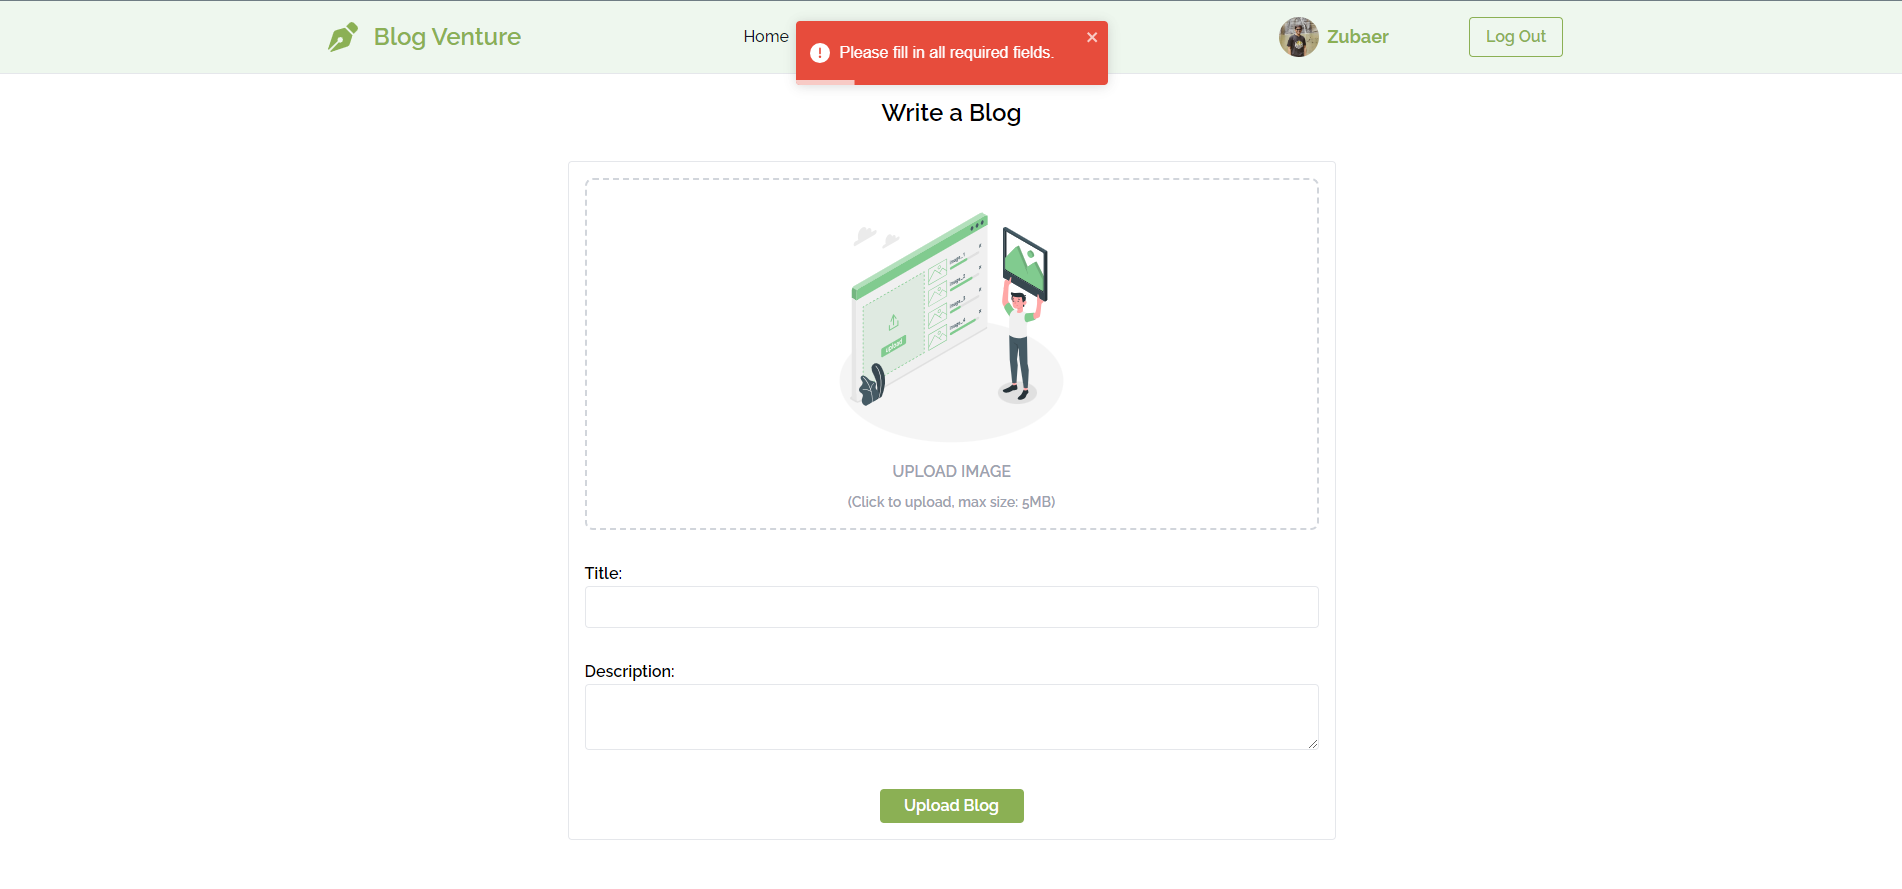 Blog Venture
Home
Please fill in all required fields.
Zubaer
Log Out
Write a Blog
upload
UPLOAD IMAGE
(Click to upload, max size: 5MB)
Title:
Description:
Upload Blog